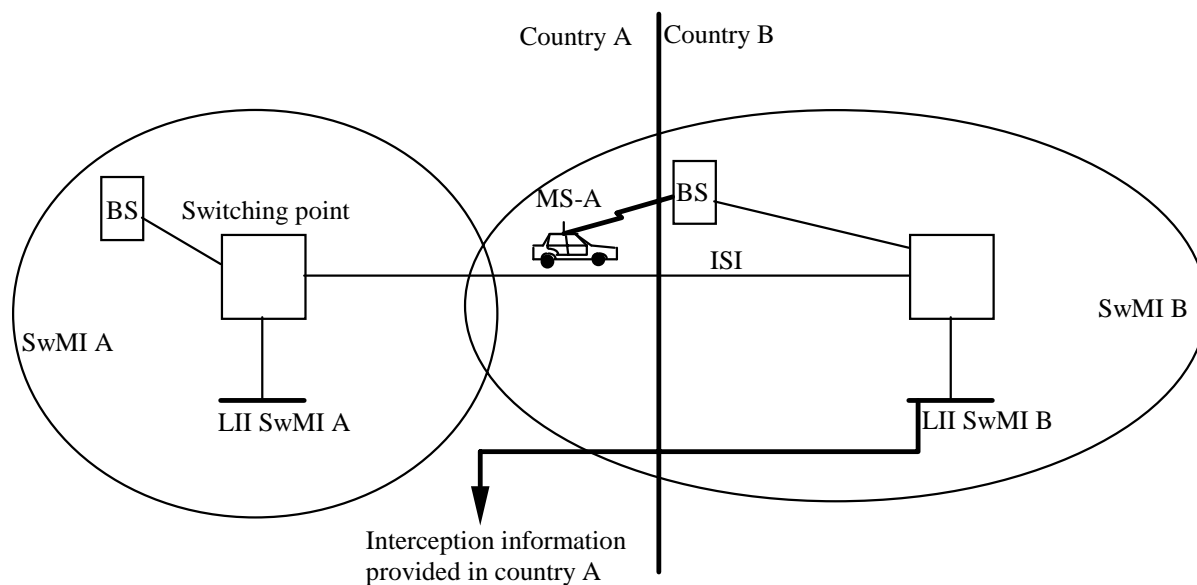 Country A
Country B
MS-A
BS
BS
Switching point
ISI
SwMI A
SwMI B
LII SwMI A
LII SwMI B
Interception information
provided in country A